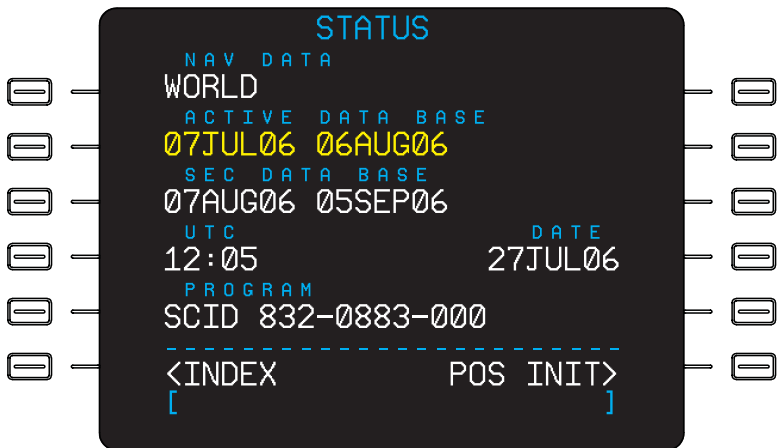 STATUS
NAV DATA
WORLD
ACTIVE DATA BASE
07JUL06 06AUG06
SEC DATA BASE
07AUG06 05SEP06
UTC DATE
12:05 27JUL06
PROGRAM
SCID 832-0883-000
------------------------
<INDEX POS INIT>
[ ]